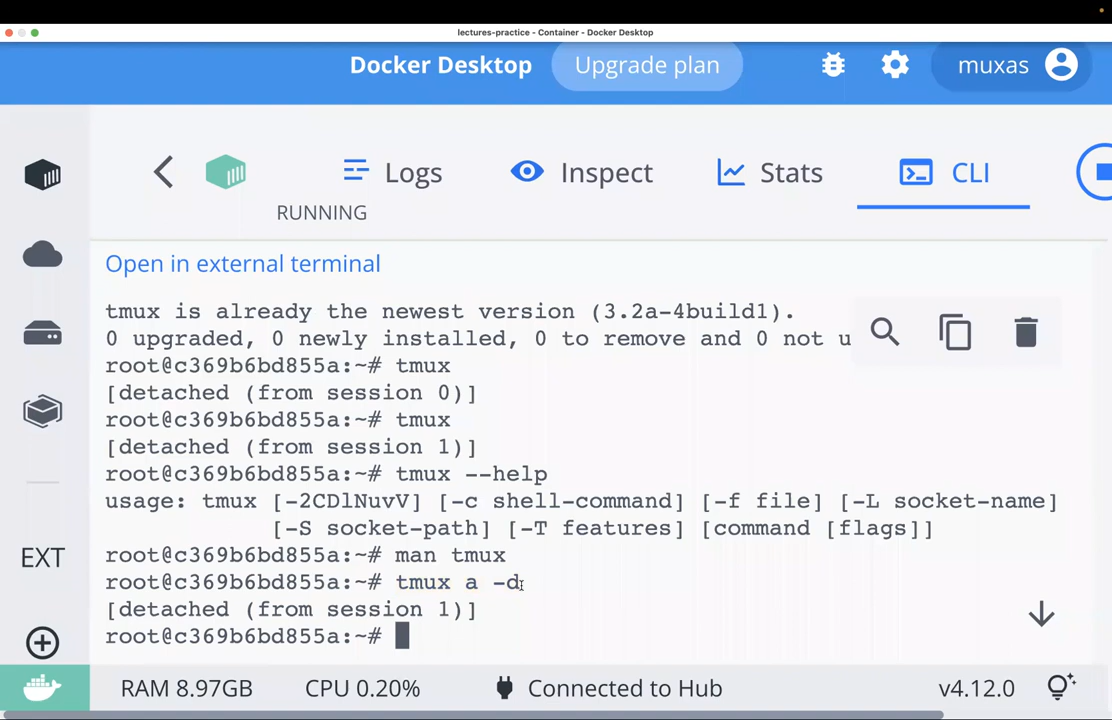 lectures-practice - Container - Docker Desktop
Docker Desktop Upgrade plan muxas
Logs Inspect Stats CLI
RUNNING
Open in external terminal
tmux is already the newest version (3.2a-4build1).
0 upgraded, 0 newly installed, 0 to remove and 0 not u
root@c369b6bd855a:~# tmux
[detached (from session 0)]
root@c369b6bd855a:~# tmux
[detached (from session 1)]
root@c369b6bd855a:~# tmux --help
usage: tmux [-2CDlNuvV] [-c shell-command] [-f file] [-L socket-name]
[-S socket-path] [-T features] [command [flags]]
root@c369b6bd855a:~# man tmux
root@c369b6bd855a:~# tmux a -d
[detached (from session 1)]
root@c369b6bd855a:~#
EXT
RAM 8.97GB CPU 0.20% Connected to Hub v4.12.0